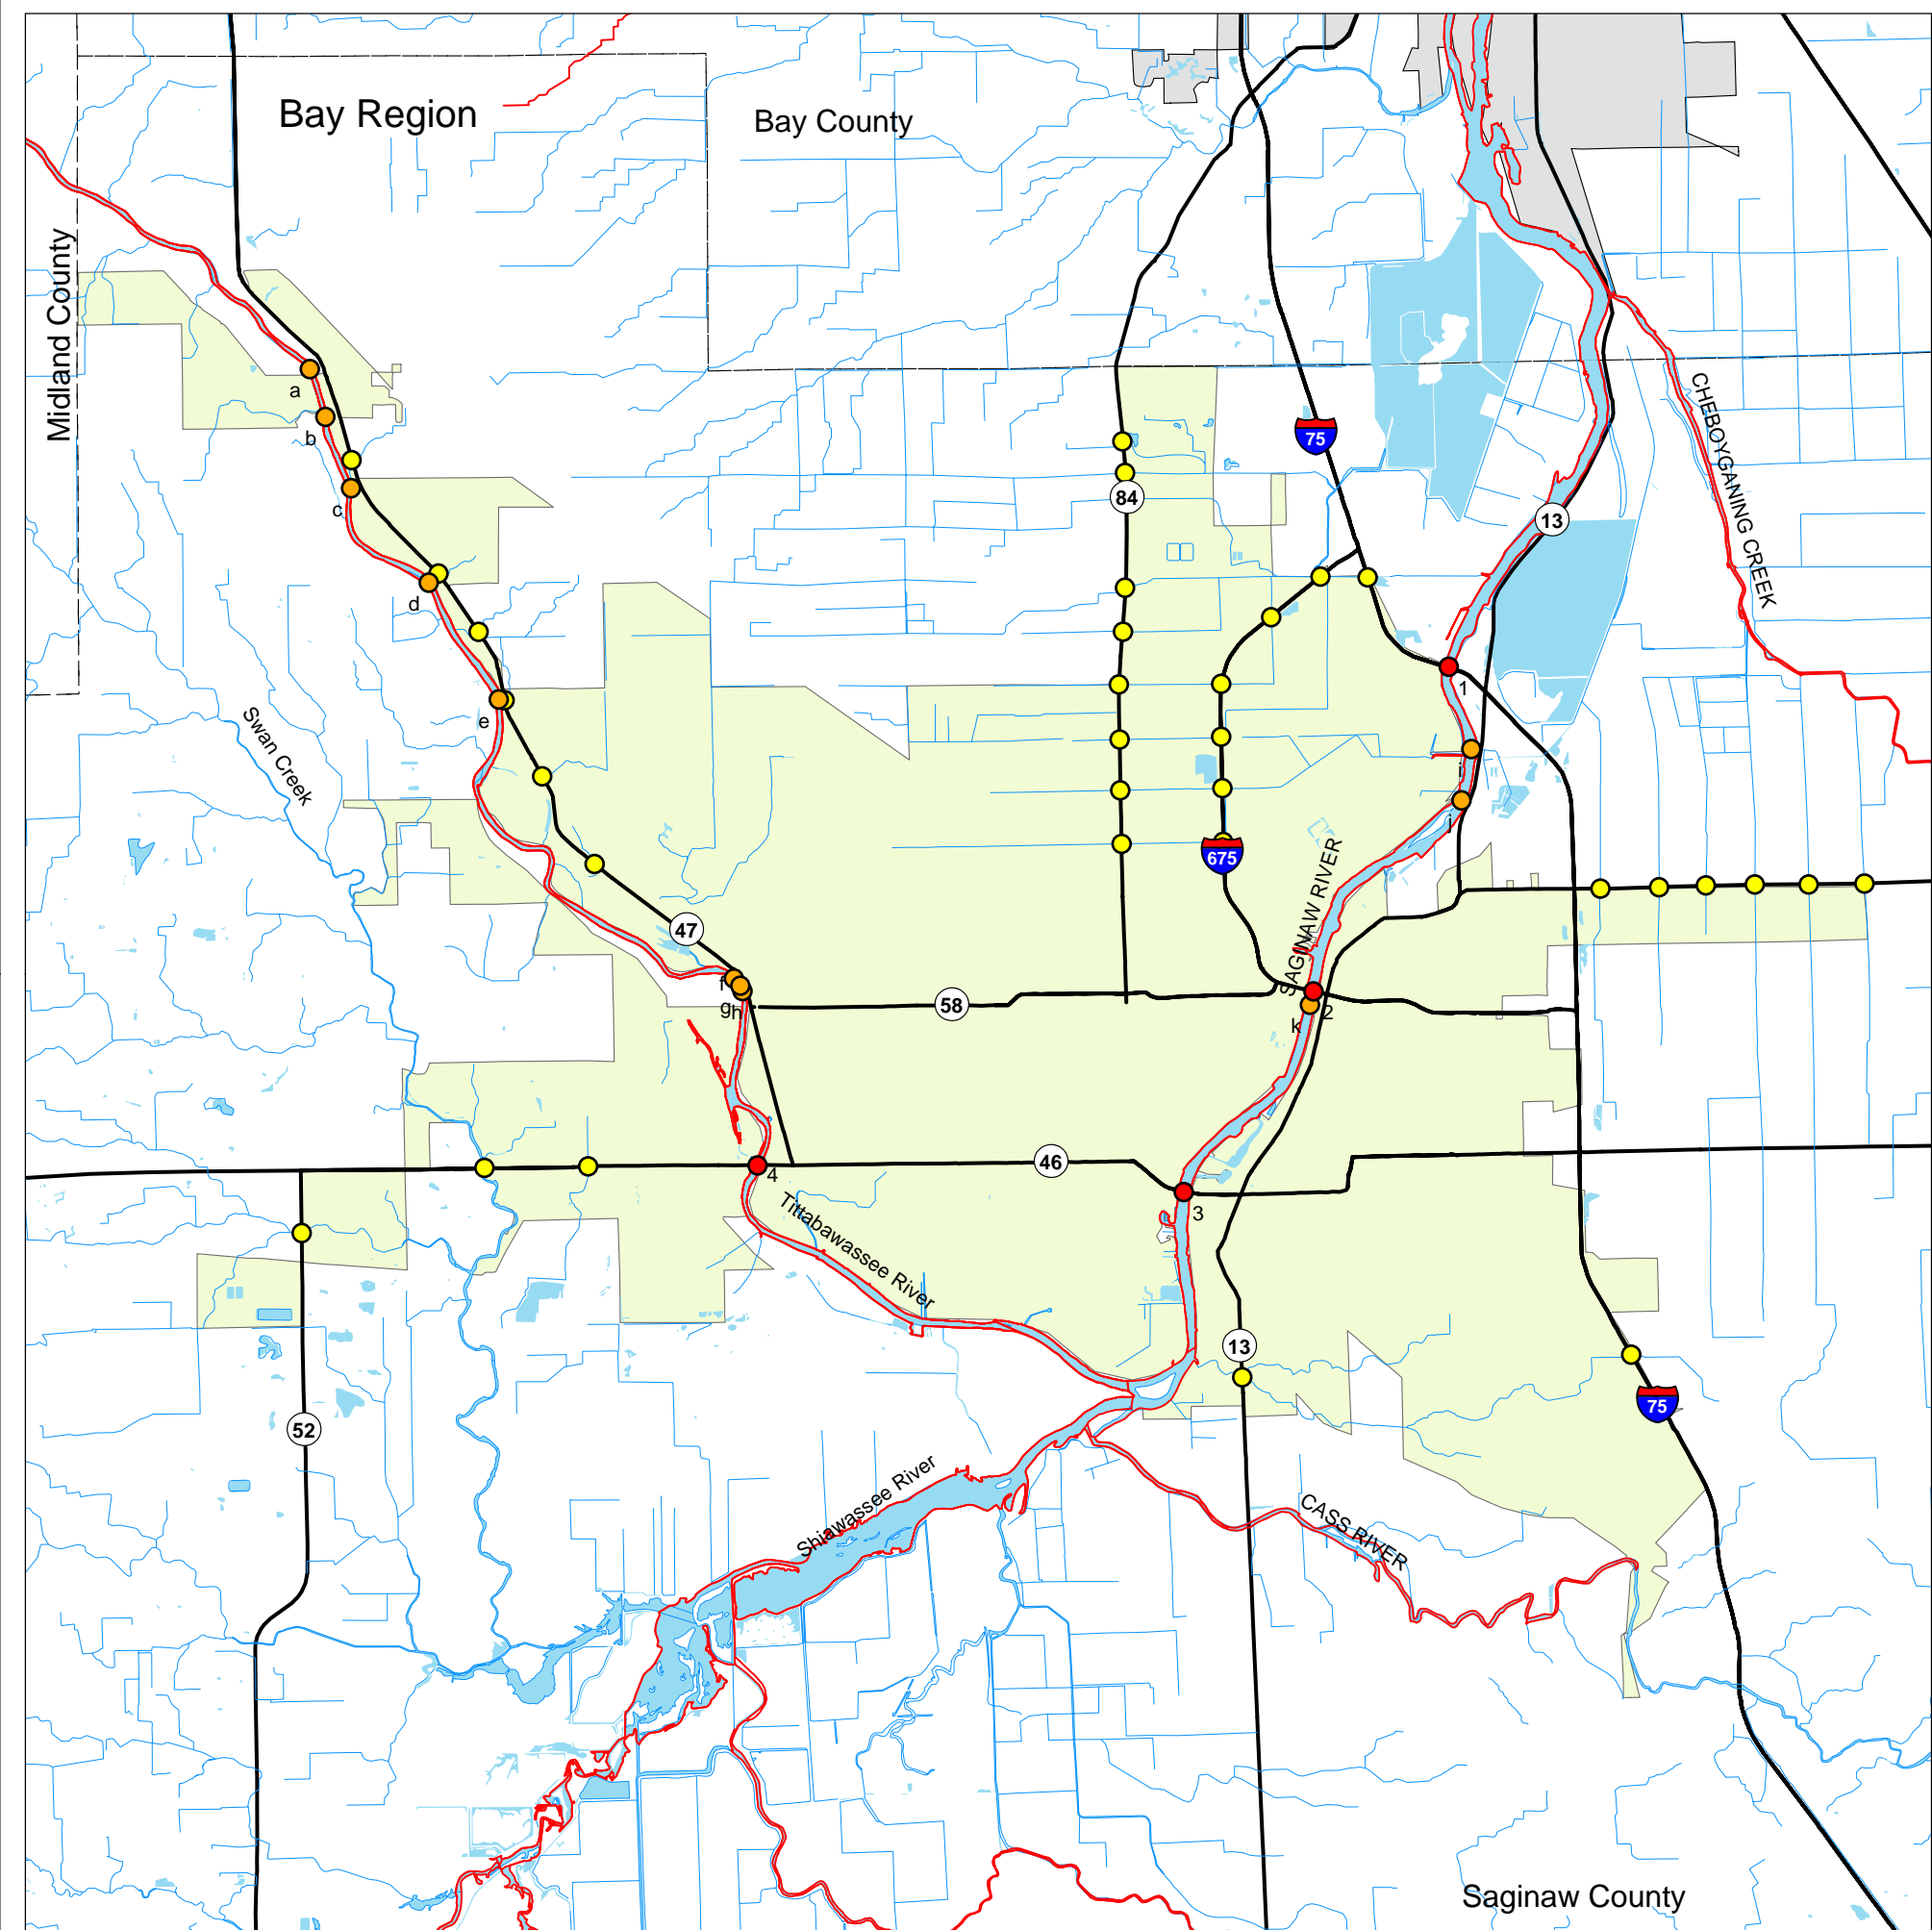 Bay Region
Bay County
Midland County
a
b
75
CHEBOYGANING CREEK
84
c
13
d
1
e
Swan Creek
i
j
675
SAGINAW RIVER
47
f
g
h
58
k
2
46
4
3
Tittabawassee River
13
75
52
Shiawassee River
CASS RIVER
Saginaw County